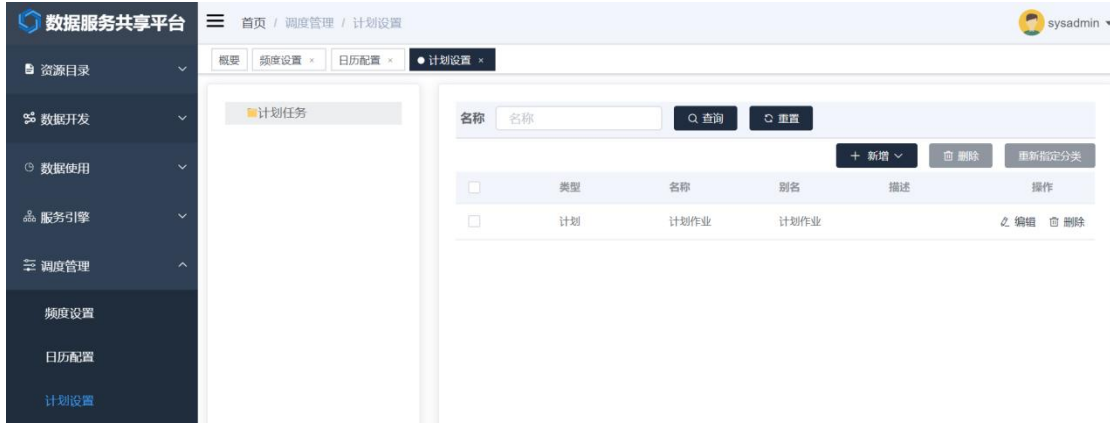 数据服务共享平台
首页 / 调度管理 / 计划设置
sysadmin
概要 频度设置 × 日历配置 × 计划设置 ×
资源目录
数据开发
数据使用
服务引擎
调度管理
频度设置
日历配置
计划设置
计划任务
名称 名称 查询 重置
+ 新增 删除 重新指定分类
类型 名称 别名 描述 操作
计划 计划作业 计划作业 编辑 删除